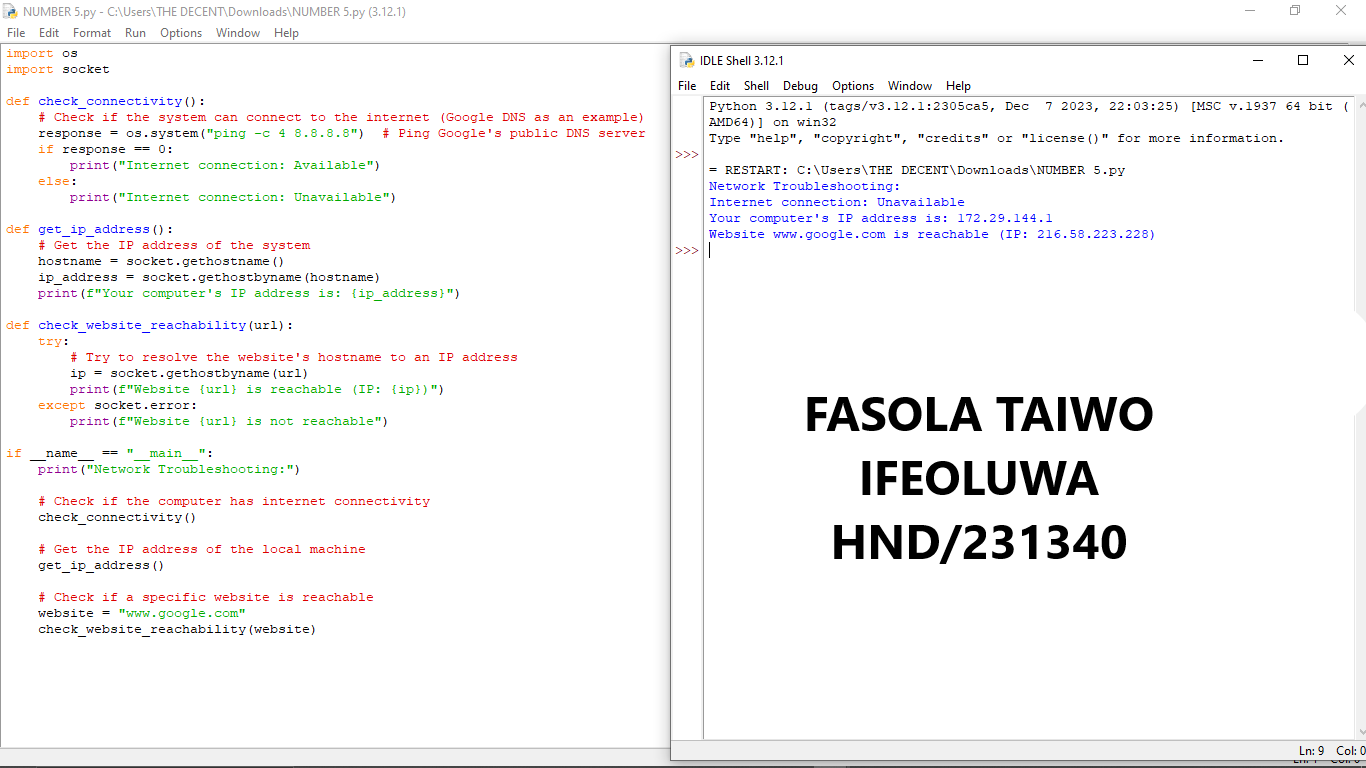 NUMBER 5.py - C:\Users\THE DECENT\Downloads\NUMBER 5.py (3.12.1)
File Edit Format Run Options Window Help
import os
import socket

def check_connectivity():
    # Check if the system can connect to the internet (Google DNS as an example)
    response = os.system("ping -c 4 8.8.8.8")  # Ping Google's public DNS server
    if response == 0:
        print("Internet connection: Available")
    else:
        print("Internet connection: Unavailable")

def get_ip_address():
    # Get the IP address of the system
    hostname = socket.gethostname()
    ip_address = socket.gethostbyname(hostname)
    print(f"Your computer's IP address is: {ip_address}")

def check_website_reachability(url):
    try:
        # Try to resolve the website's hostname to an IP address
        ip = socket.gethostbyname(url)
        print(f"Website {url} is reachable (IP: {ip})")
    except socket.error:
        print(f"Website {url} is not reachable")

if __name__ == "__main__":
    print("Network Troubleshooting:")

    # Check if the computer has internet connectivity
    check_connectivity()

    # Get the IP address of the local machine
    get_ip_address()

    # Check if a specific website is reachable
    website = "www.google.com"
    check_website_reachability(website)
IDLE Shell 3.12.1
File Edit Shell Debug Options Window Help
Python 3.12.1 (tags/v3.12.1:2305ca5, Dec  7 2023, 22:03:25) [MSC v.1937 64 bit (
AMD64)] on win32
Type "help", "copyright", "credits" or "license()" for more information.
>>>
= RESTART: C:\Users\THE DECENT\Downloads\NUMBER 5.py
Network Troubleshooting:
Internet connection: Unavailable
Your computer's IP address is: 172.29.144.1
Website www.google.com is reachable (IP: 216.58.223.228)
>>>
FASOLA TAIWO
IFEOLUWA
HND/231340
Ln: 9 Col: 0